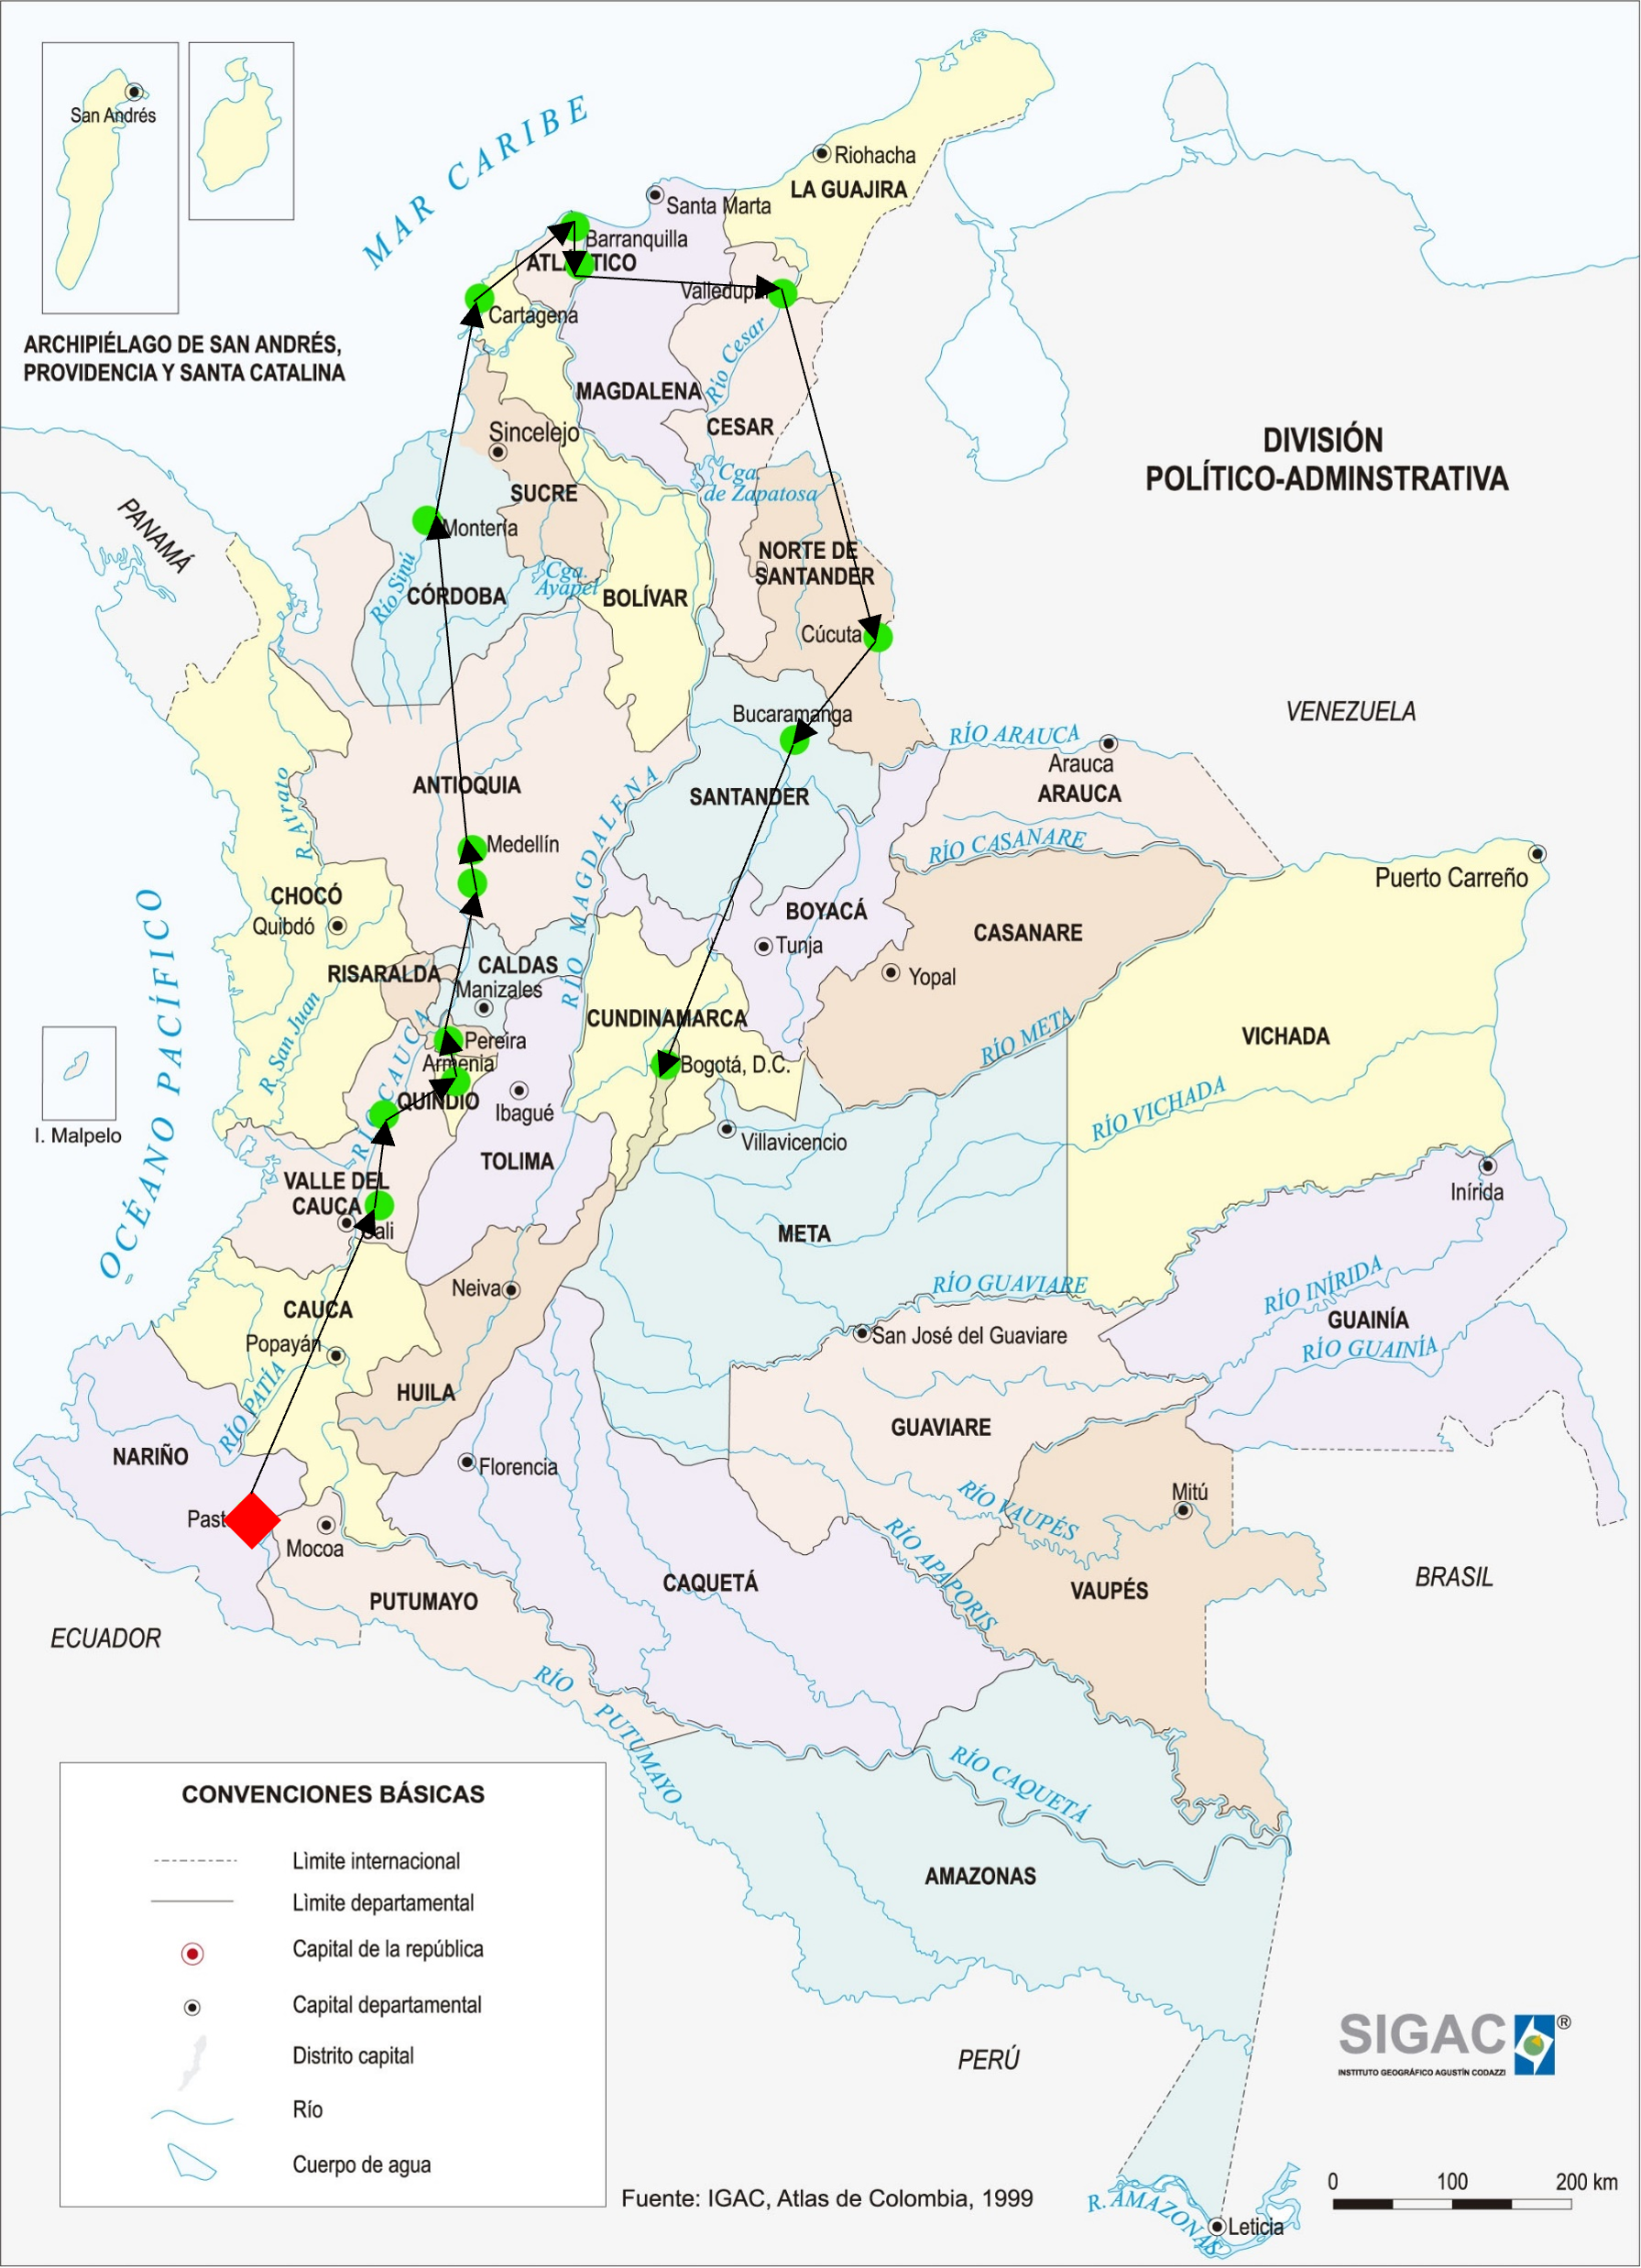 San Andrés
ARCHIPIÉLAGO DE SAN ANDRÉS,
PROVIDENCIA Y SANTA CATALINA
MAR CARIBE
Riohacha
LA GUAJIRA
Santa Marta
Barranquilla
Cartagena
Valledupar
Río Cesar
MAGDALENA
CESAR
Sincelejo
SUCRE
Cga.
de Zapatosa
DIVISIÓN
POLÍTICO-ADMINSTRATIVA
PANAMÁ
Montería
Río Sinú
CÓRDOBA
Cga.
Ayapel
BOLÍVAR
NORTE DE
SANTANDER
Cúcuta
VENEZUELA
Bucaramanga
RÍO ARAUCA
Arauca
ARAUCA
ANTIOQUIA
SANTANDER
R. Atrato
RÍO MAGDALENA
Medellín
RÍO CASANARE
Puerto Carreño
CHOCÓ
Quibdó
BOYACÁ
Tunja
CASANARE
Yopal
RISARALDA
CALDAS
Manizales
OCÉANO PACÍFICO
R. San Juan
RÍO CAUCA
CUNDINAMARCA
RÍO META
VICHADA
Pereira
Armenia
QUINDIO
Bogotá, D.C.
Ibagué
I. Malpelo
Villavicencio
RÍO VICHADA
TOLIMA
VALLE DEL
CAUCA
Cali
Inírida
META
Neiva
RÍO GUAVIARE
RÍO INÍRIDA
CAUCA
San José del Guaviare
GUAINÍA
RÍO GUAINÍA
Popayán
RÍO PATÍA
HUILA
GUAVIARE
NARIÑO
Florencia
Mitú
RÍO VAUPÉS
Past
Mocoa
RÍO APAPORIS
CAQUETÁ
VAUPÉS
BRASIL
PUTUMAYO
ECUADOR
RÍO PUTUMAYO
RÍO CAQUETÁ
AMAZONAS
CONVENCIONES BÁSICAS
Lìmite internacional
Lìmite departamental
Capital de la república
Capital departamental
Distrito capital
Río
Cuerpo de agua
PERÚ
SIGAC ®
INSTITUTO GEOGRÁFICO AGUSTÍN CODAZZI
0 100 200 km
Fuente: IGAC, Atlas de Colombia, 1999
R. AMAZONAS
Leticia